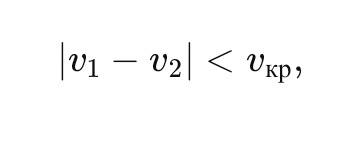 |v₁ − v₂| < vкр,